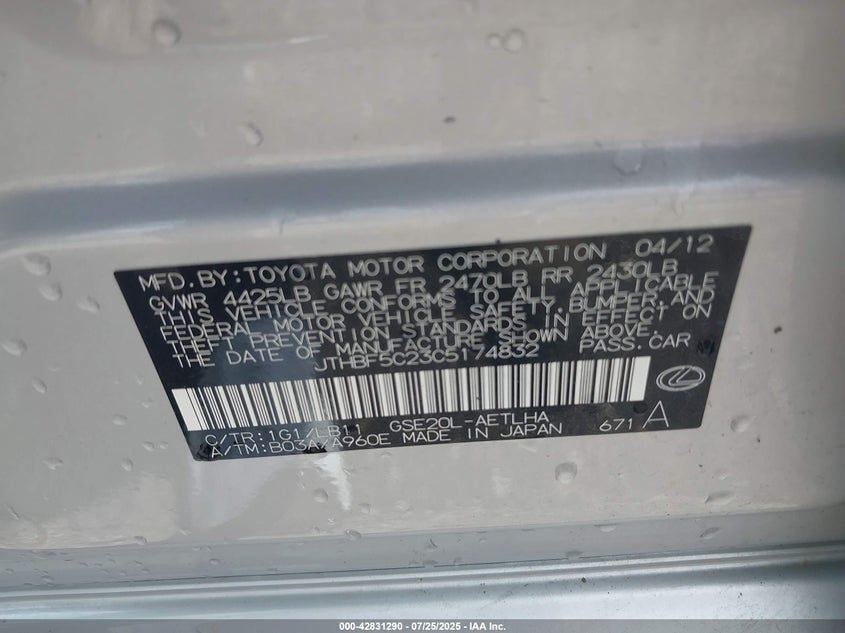 MFD. BY: TOYOTA MOTOR CORPORATION 04/12
GVWR 4425LB GAWR FR 2470LB RR 2430LB
THIS VEHICLE CONFORMS TO ALL APPLICABLE
FEDERAL MOTOR VEHICLE SAFETY, BUMPER, AND
THEFT PREVENTION STANDARDS IN EFFECT ON
THE DATE OF MANUFACTURE SHOWN ABOVE.
JTHBF5C23C5174832 PASS. CAR
C/TR: 1G1/LB11 GSE20L-AETLHA
A/TM: B03A/A960E MADE IN JAPAN 671 A
000-42831290 - 07/25/2025 - IAA Inc.